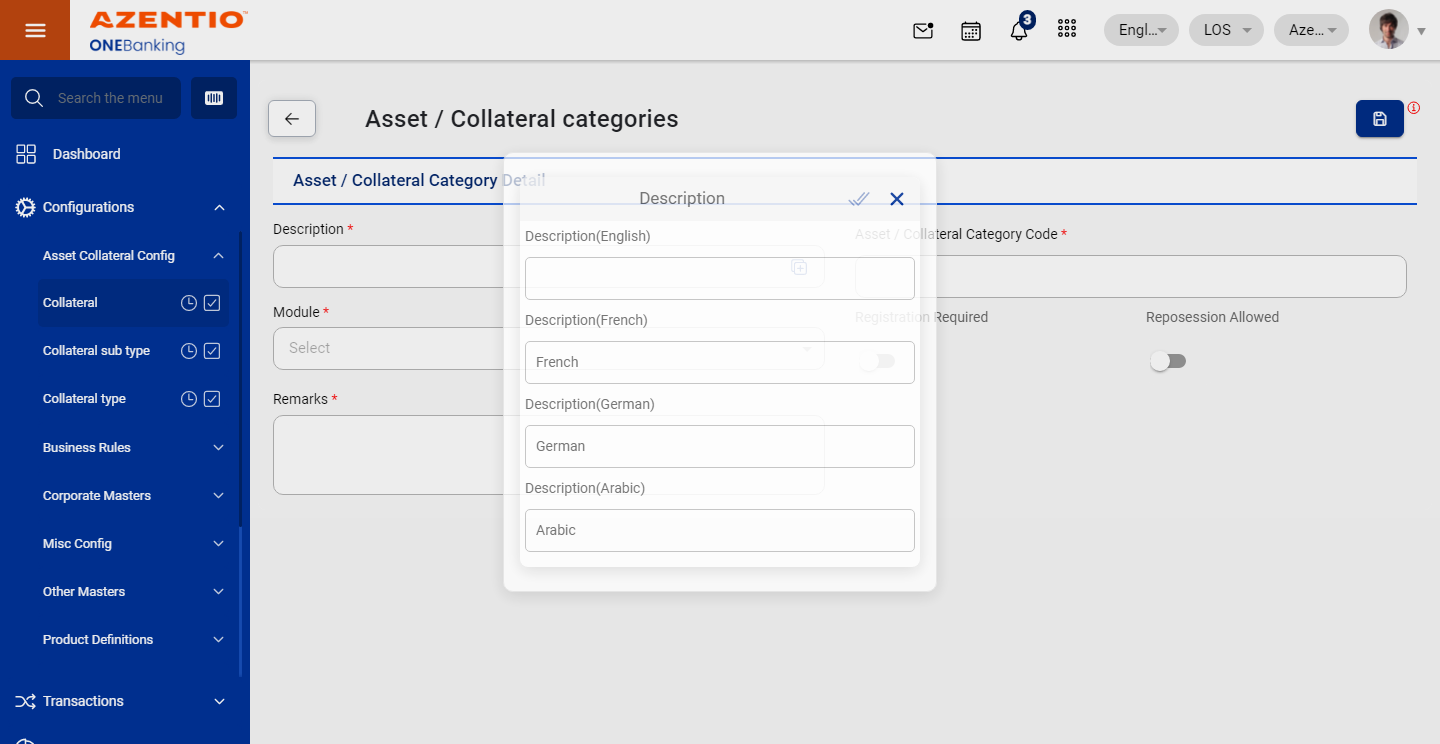 AZENTIO™
ONEBanking
3
Engl...
LOS
Aze...
Search the menu
Dashboard
Configurations
Asset Collateral Config
Collateral
Collateral sub type
Collateral type
Business Rules
Corporate Masters
Misc Config
Other Masters
Product Definitions
Transactions
Asset / Collateral categories
Asset / Collateral Category Detail
Description *
Asset / Collateral Category Code *
Module *
Select
Registration Required
Reposession Allowed
Remarks *
Description
Description(English)
Description(French)
French
Description(German)
German
Description(Arabic)
Arabic